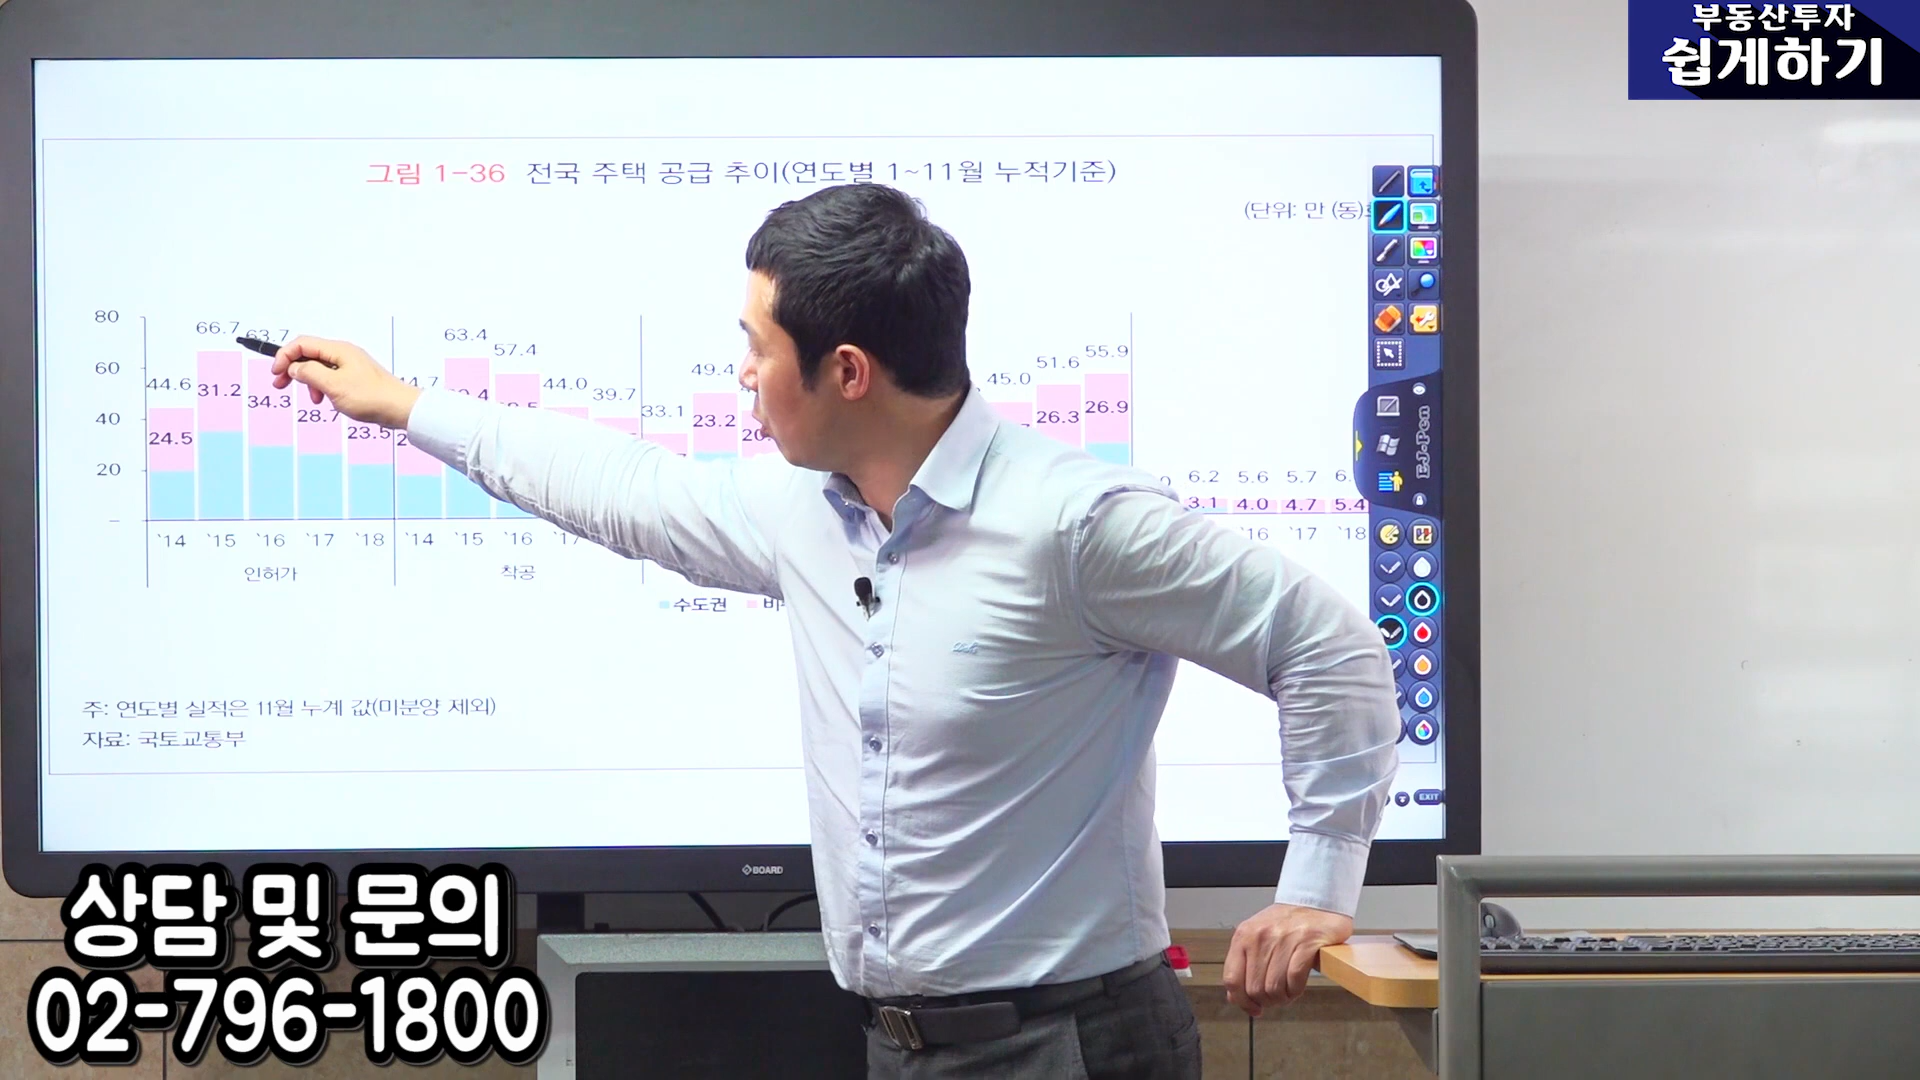 부동산투자
쉽게하기
그림 1-36 전국 주택 공급 추이(연도별 1~11월 누적기준)
(단위: 만 (동)호
80
60
40
20
–
44.6 66.7 63.7 44.7 63.4 57.4 44.0 39.7 33.1 49.4 45.0 51.6 55.9
24.5 31.2 34.3 28.7 23.5 23.2 26.3 26.9
6.2 5.6 5.7
3.1 4.0 4.7 5.4
'14 '15 '16 '17 '18 '14 '15 '16 '17 '16 '17 '18
인허가 착공
수도권
주: 연도별 실적은 11월 누계 값(미분양 제외)
자료: 국토교통부
EJ-Pen
EXIT
BOARD
상담 및 문의
02-796-1800